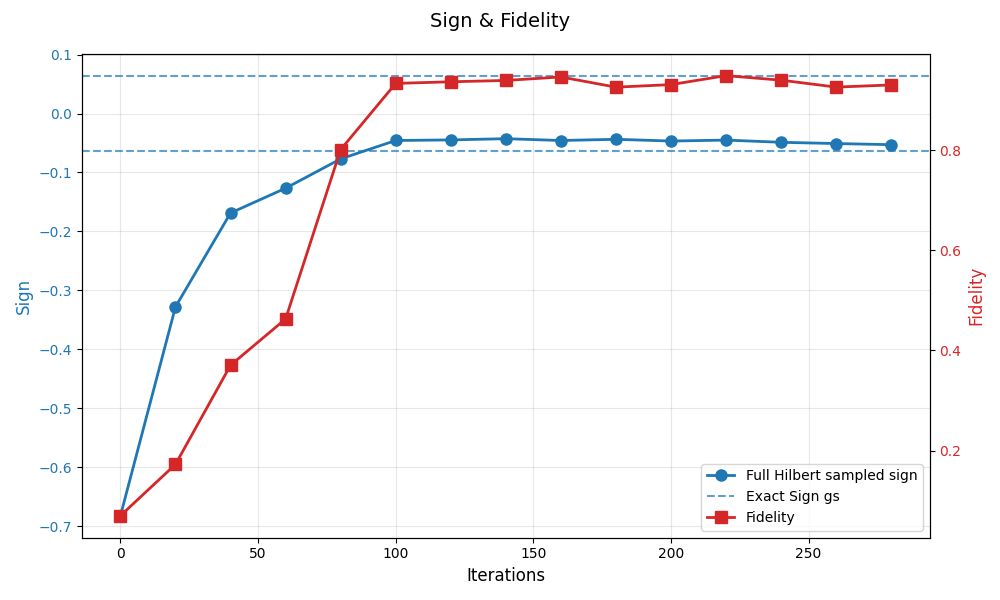 Sign & Fidelity
0.1
0.0
−0.1
−0.2
−0.3
−0.4
−0.5
−0.6
−0.7
Sign
0.8
0.6
0.4
0.2
Fidelity
Full Hilbert sampled sign
Exact Sign gs
Fidelity
0
50
100
150
200
250
Iterations